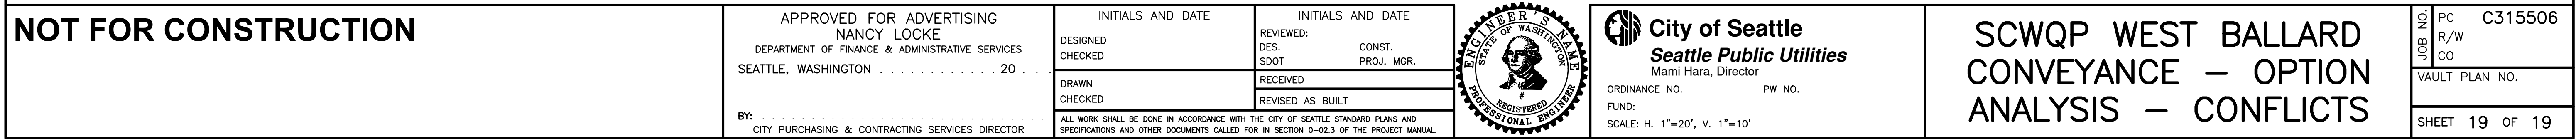 NOT FOR CONSTRUCTION
APPROVED FOR ADVERTISING
NANCY LOCKE
DEPARTMENT OF FINANCE & ADMINISTRATIVE SERVICES
SEATTLE, WASHINGTON . . . . . . . . . . . . 20 . . .
BY: . . . . . . . . . . . . . . . . . . . . . . . . . . . . .
CITY PURCHASING & CONTRACTING SERVICES DIRECTOR
INITIALS AND DATE
DESIGNED
CHECKED
DRAWN
CHECKED
INITIALS AND DATE
REVIEWED:
DES. CONST.
SDOT PROJ. MGR.
RECEIVED
REVISED AS BUILT
ALL WORK SHALL BE DONE IN ACCORDANCE WITH THE CITY OF SEATTLE STANDARD PLANS AND
SPECIFICATIONS AND OTHER DOCUMENTS CALLED FOR IN SECTION 0-02.3 OF THE PROJECT MANUAL.
ENGINEER'S NAME
STATE OF WASHINGTON
#
REGISTERED
PROFESSIONAL ENGINEER
City of Seattle
Seattle Public Utilities
Mami Hara, Director
ORDINANCE NO. PW NO.
FUND:
SCALE: H. 1"=20', V. 1"=10'
SCWQP WEST BALLARD
CONVEYANCE - OPTION
ANALYSIS - CONFLICTS
JOB NO.
PC C315506
R/W
CO
VAULT PLAN NO.
SHEET 19 OF 19